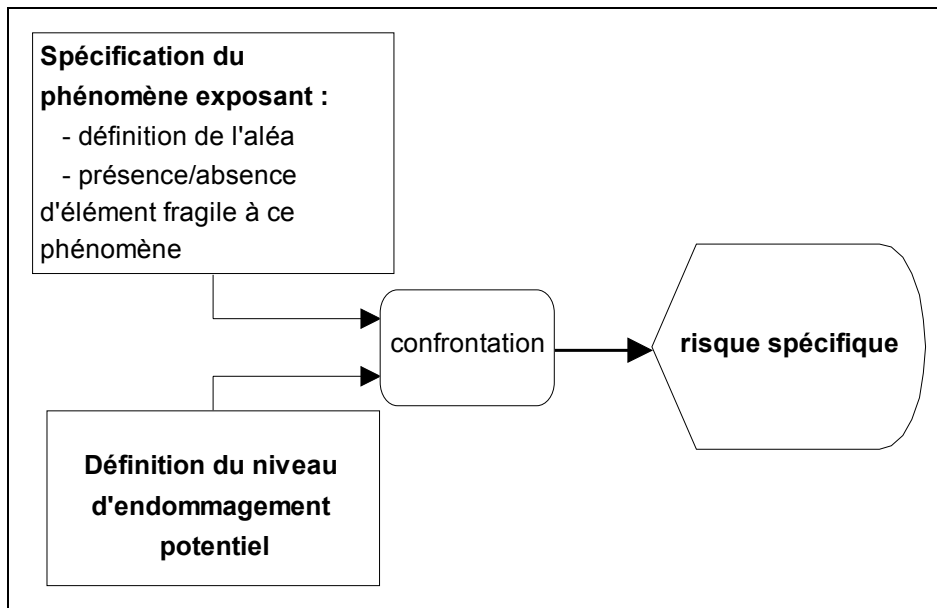 Spécification du
phénomène exposant :
- définition de l'aléa
- présence/absence
d'élément fragile à ce
phénomène
confrontation
risque spécifique
Définition du niveau
d'endommagement
potentiel